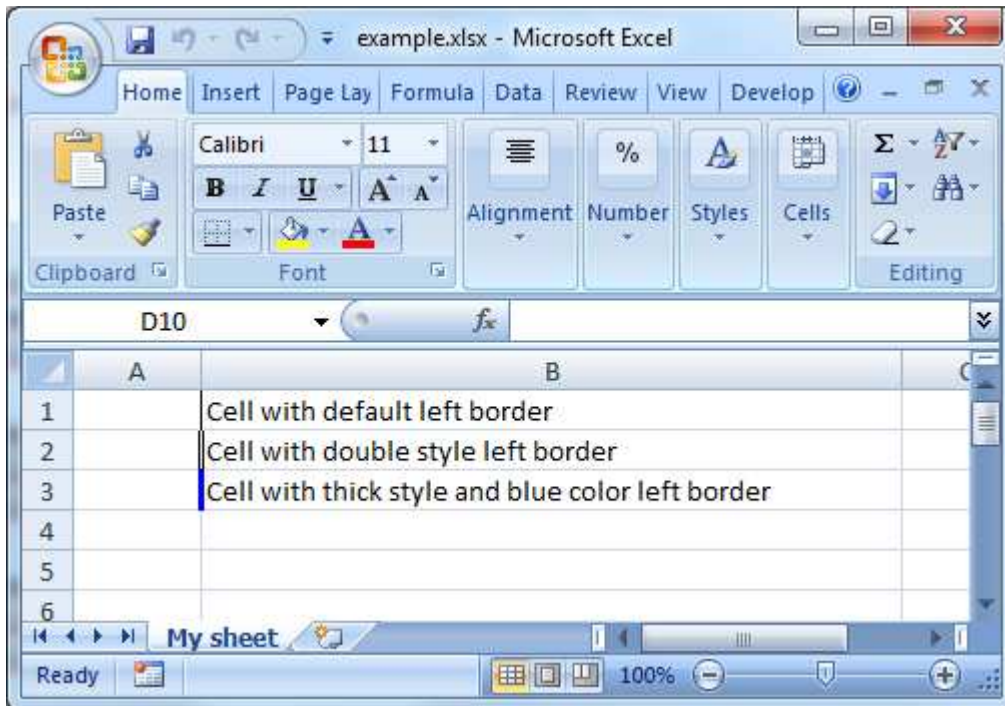 example.xlsx - Microsoft Excel
Home Insert Page Lay Formula Data Review View Develop
Calibri 11
B I U A A
% A Σ A Z
Paste Alignment Number Styles Cells
A
Clipboard Font Editing
D10 fx
A B C
1 Cell with default left border
2 Cell with double style left border
3 Cell with thick style and blue color left border
4
5
6
My sheet
Ready 100%